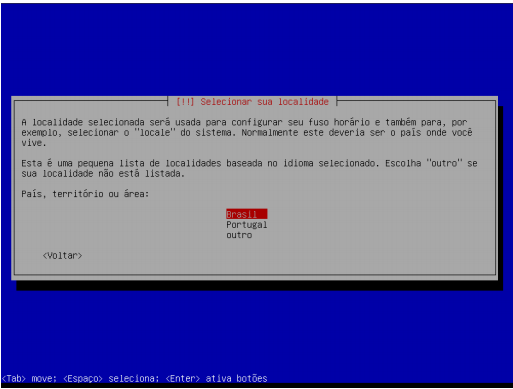 [!!] Selecionar sua localidade
A localidade selecionada será usada para configurar seu fuso horário e também para, por
exemplo, selecionar o "locale" do sistema. Normalmente este deveria ser o país onde você
vive.
Esta é uma pequena lista de localidades baseada no idioma selecionado. Escolha "outro" se
sua localidade não está listada.
País, território ou área:
Brasil
Portugal
outro
<Voltar>
<Tab> move; <Espaço> seleciona; <Enter> ativa botões